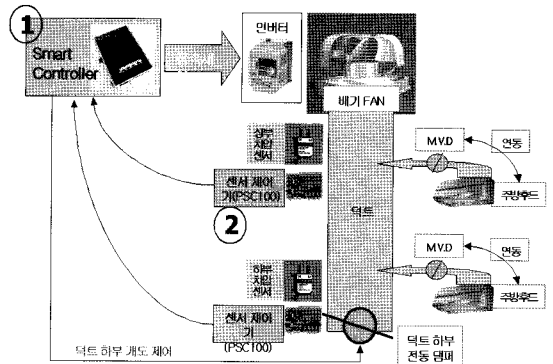 1
Smart
Controller
인버터
배기 FAN
상부
차압
센서
센서 제어
기(PSC100)
2
M.V.D
연동
주방후드
덕트
하부
차압
센서
센서 제어
기
(PSC100)
M.V.D
연동
주방후드
덕트 하부 개도 제어
덕트 하부
전동 댐퍼